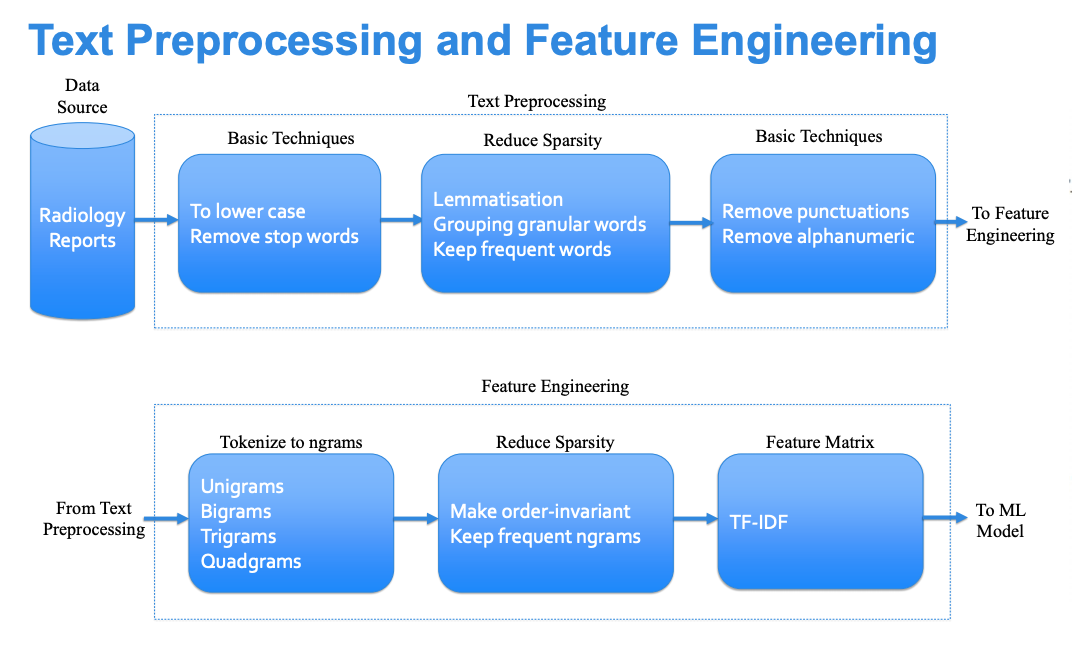 Text Preprocessing and Feature Engineering
Data
Source
Text Preprocessing
Basic Techniques
Reduce Sparsity
Basic Techniques
Radiology
Reports
To lower case
Remove stop words
Lemmatisation
Grouping granular words
Keep frequent words
Remove punctuations
Remove alphanumeric
To Feature
Engineering
Feature Engineering
Tokenize to ngrams
Reduce Sparsity
Feature Matrix
From Text
Preprocessing
Unigrams
Bigrams
Trigrams
Quadgrams
Make order-invariant
Keep frequent ngrams
TF-IDF
To ML
Model